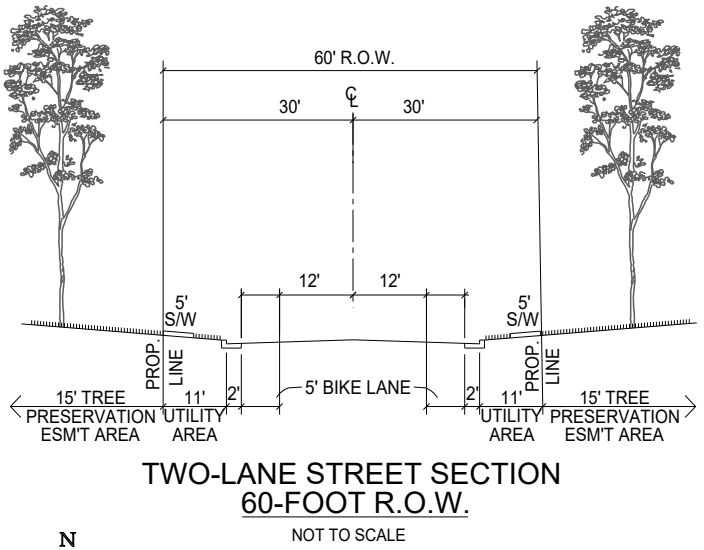 60' R.O.W.
℄
30' 30'
12' 12'
5'
S/W
5'
S/W
PROP.
LINE
PROP.
LINE
5' BIKE LANE
15' TREE
PRESERVATION
ESM'T AREA
11'
UTILITY
AREA
2'
2'
11'
UTILITY
AREA
15' TREE
PRESERVATION
ESM'T AREA
TWO-LANE STREET SECTION
60-FOOT R.O.W.
NOT TO SCALE
N